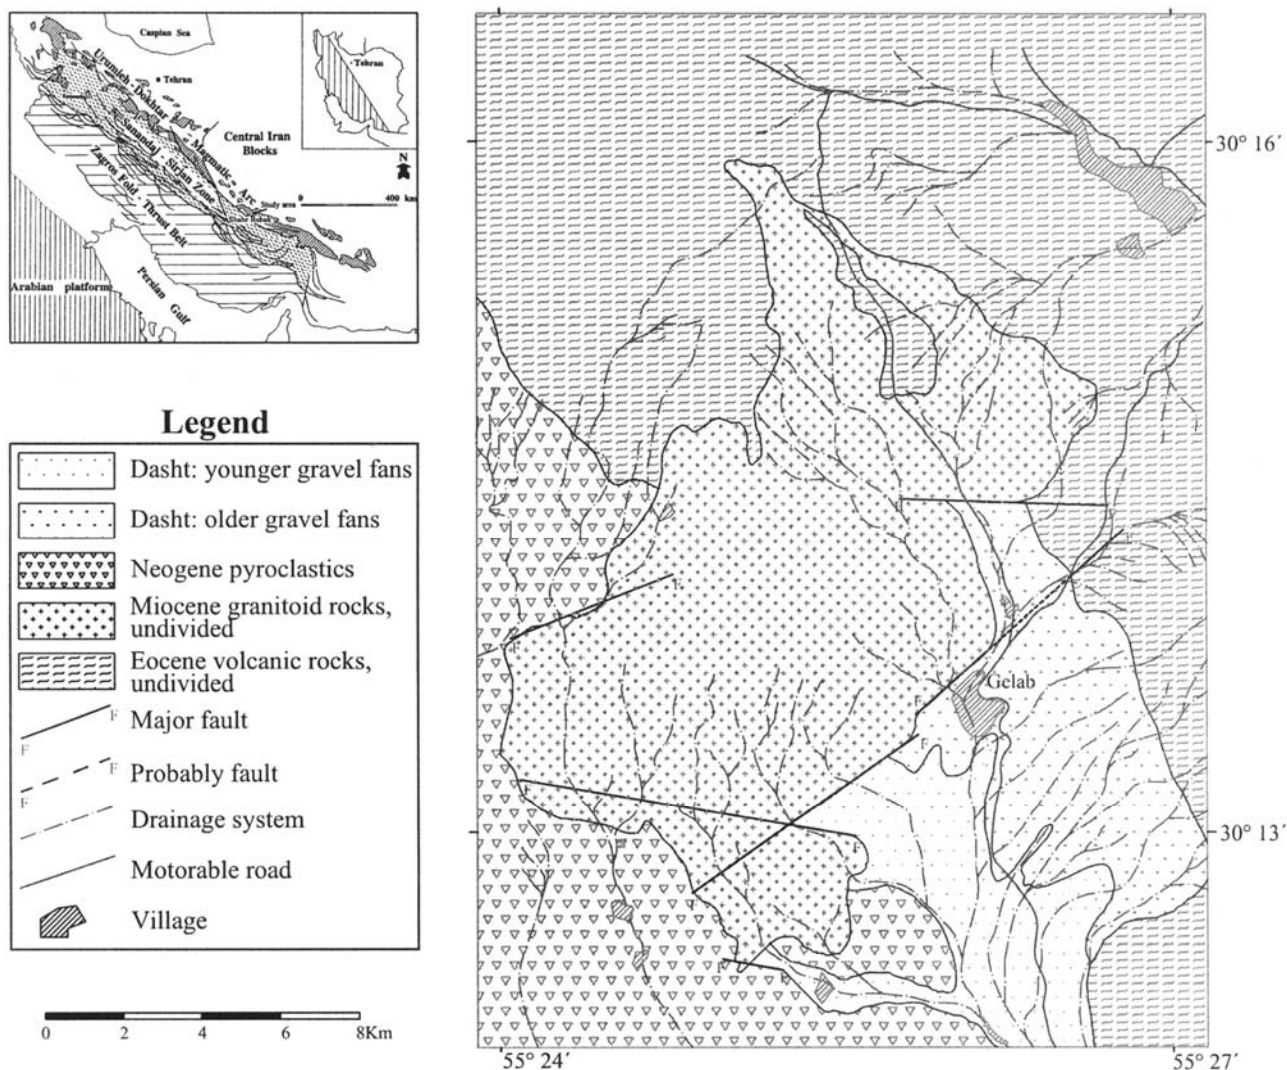 Caspian Sea
Tehran
Urumieh - Dokhtar - Magmatic - Arc
Sanandaj - Sirjan Zone
Zagros Fold - Thrust Belt
Central Iran
Blocks
Study area
Shahr Babak
Arabian platform
Persian Gulf
Tehran
N
0 400 km
Legend
Dasht: younger gravel fans
Dasht: older gravel fans
Neogene pyroclastics
Miocene granitoid rocks,
undivided
Eocene volcanic rocks,
undivided
F F
Major fault
F F
Probably fault
Drainage system
Motorable road
Village
0 2 4 6 8Km
30° 16´
F
F
F
F
Gelab
F
F
F
F
30° 13´
F
F
55° 24´
55° 27´